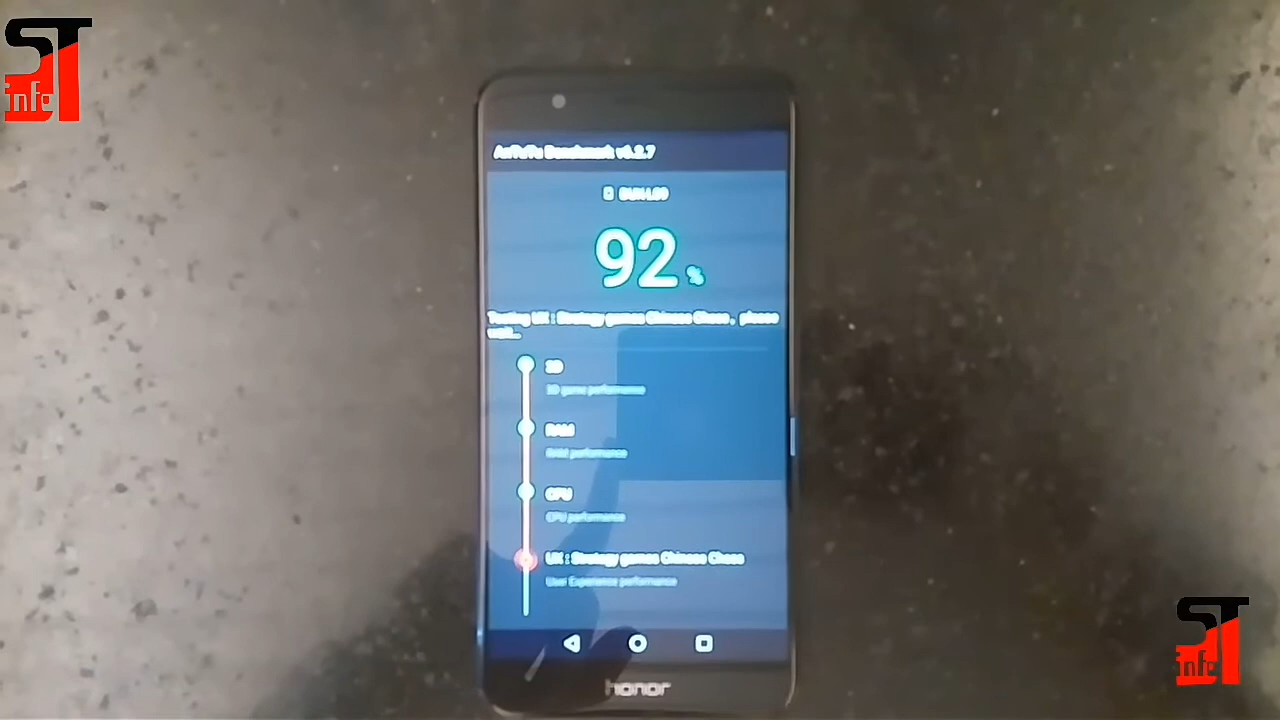 ST
info
AnTuTu Benchmark v6.2.7
92 %
Testing UX : Strategy games Chinese Chess, please
wait...
3D
3D game performance
RAM
RAM performance
CPU
CPU performance
UX : Strategy games Chinese Chess
User Experience performance
honor
ST
info